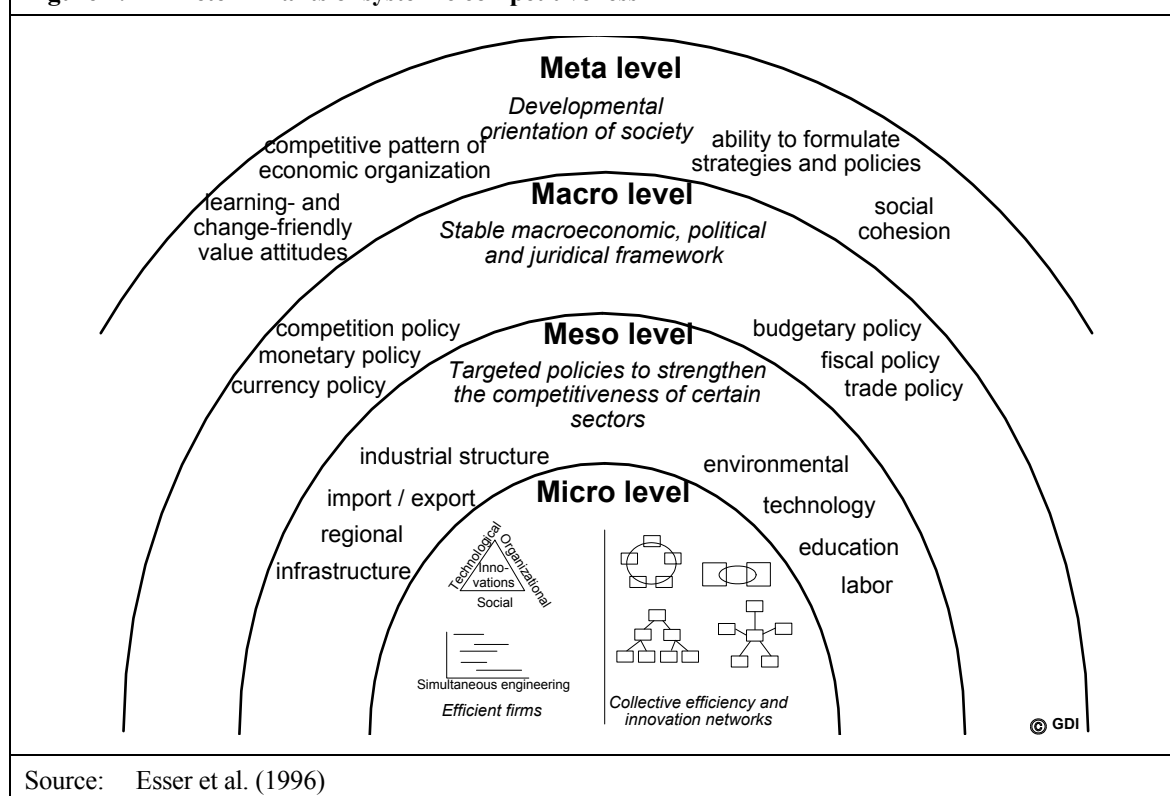 Meta level
Developmental
orientation of society
competitive pattern of
economic organization
ability to formulate
strategies and policies
learning- and
change-friendly
value attitudes
social
cohesion
Macro level
Stable macroeconomic, political
and juridical framework
competition policy
monetary policy
currency policy
budgetary policy
fiscal policy
trade policy
Meso level
Targeted policies to strengthen
the competitiveness of certain
sectors
industrial structure
import / export
regional
infrastructure
environmental
technology
education
labor
Micro level
Technological
Organizational
Inno-
vations
Social
Simultaneous engineering
Efficient firms
Collective efficiency and
innovation networks
© GDI
Source: Esser et al. (1996)